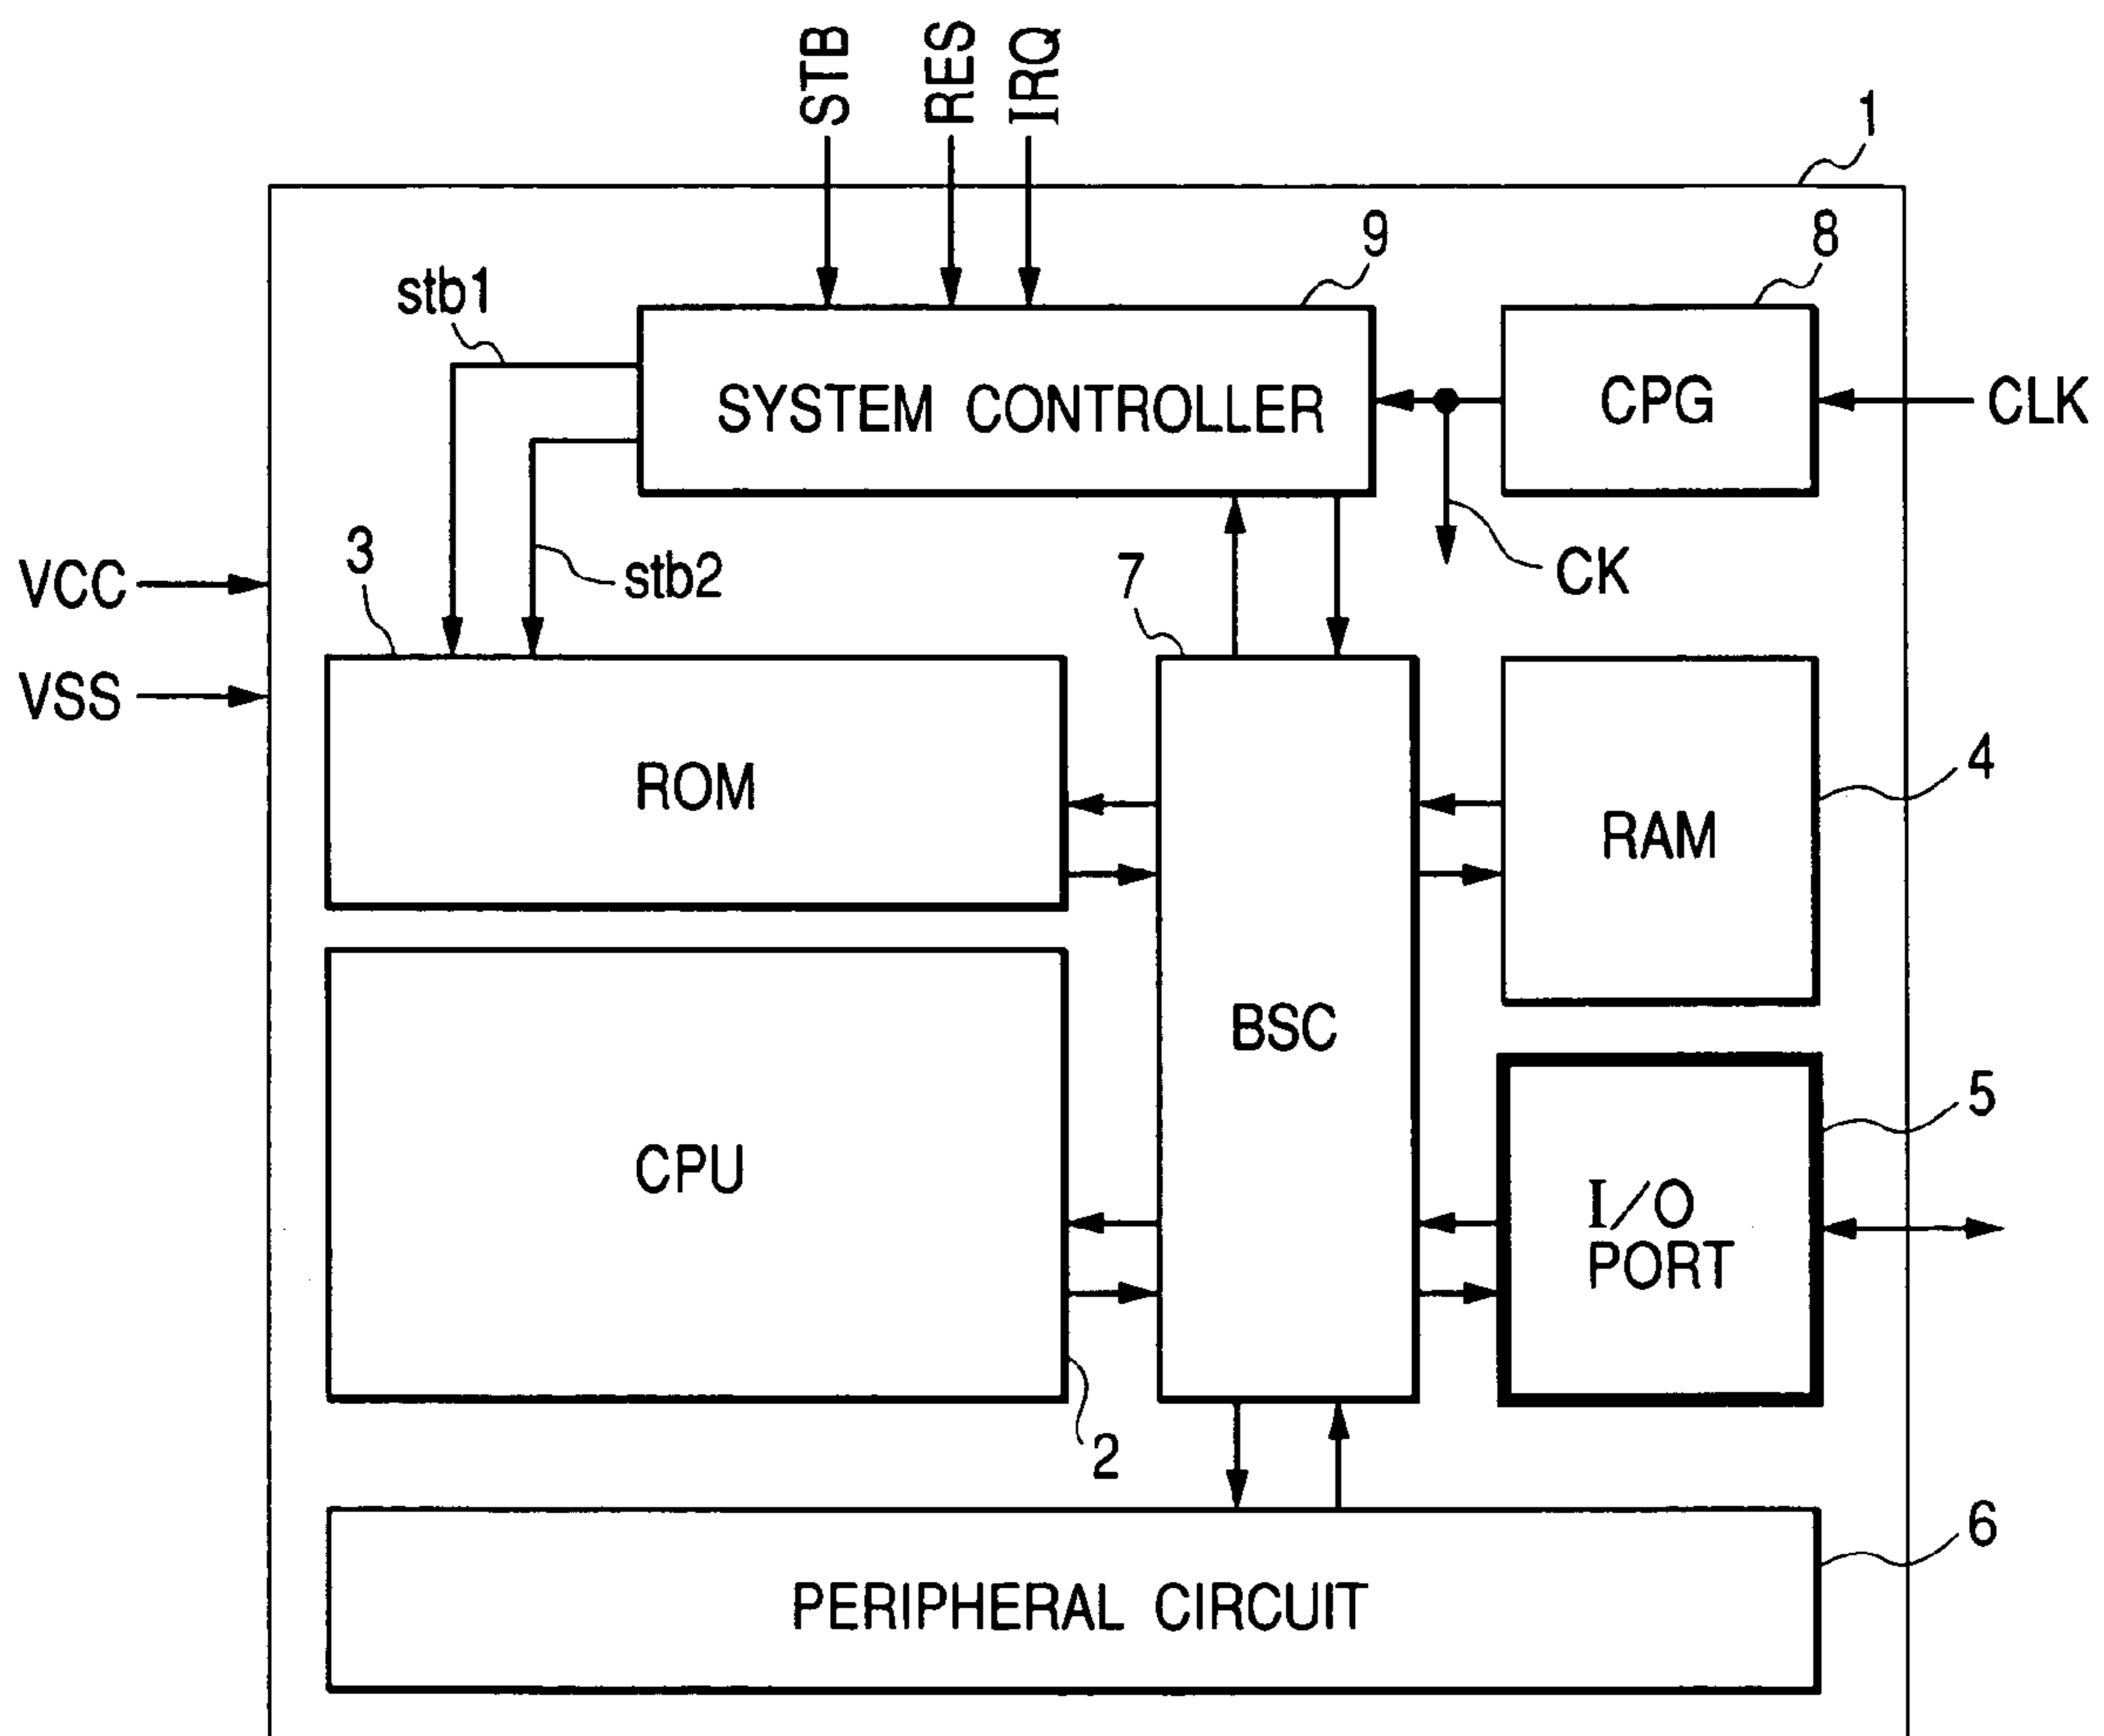 STB
RES
IRQ
1
9
8
stb1
SYSTEM CONTROLLER
CPG
CLK
3
stb2
7
CK
VCC
VSS
ROM
4
RAM
BSC
5
CPU
I/O
PORT
2
6
PERIPHERAL CIRCUIT